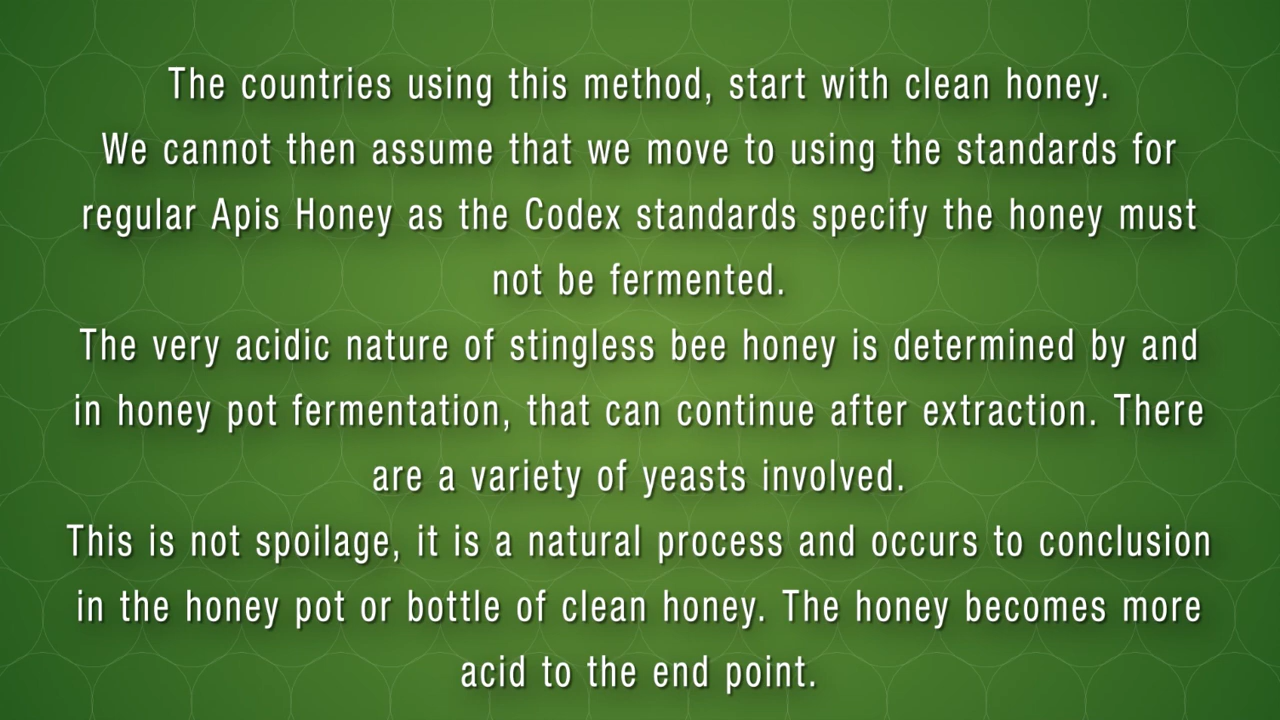 The countries using this method, start with clean honey.
We cannot then assume that we move to using the standards for
regular Apis Honey as the Codex standards specify the honey must
not be fermented.
The very acidic nature of stingless bee honey is determined by and
in honey pot fermentation, that can continue after extraction. There
are a variety of yeasts involved.
This is not spoilage, it is a natural process and occurs to conclusion
in the honey pot or bottle of clean honey. The honey becomes more
acid to the end point.